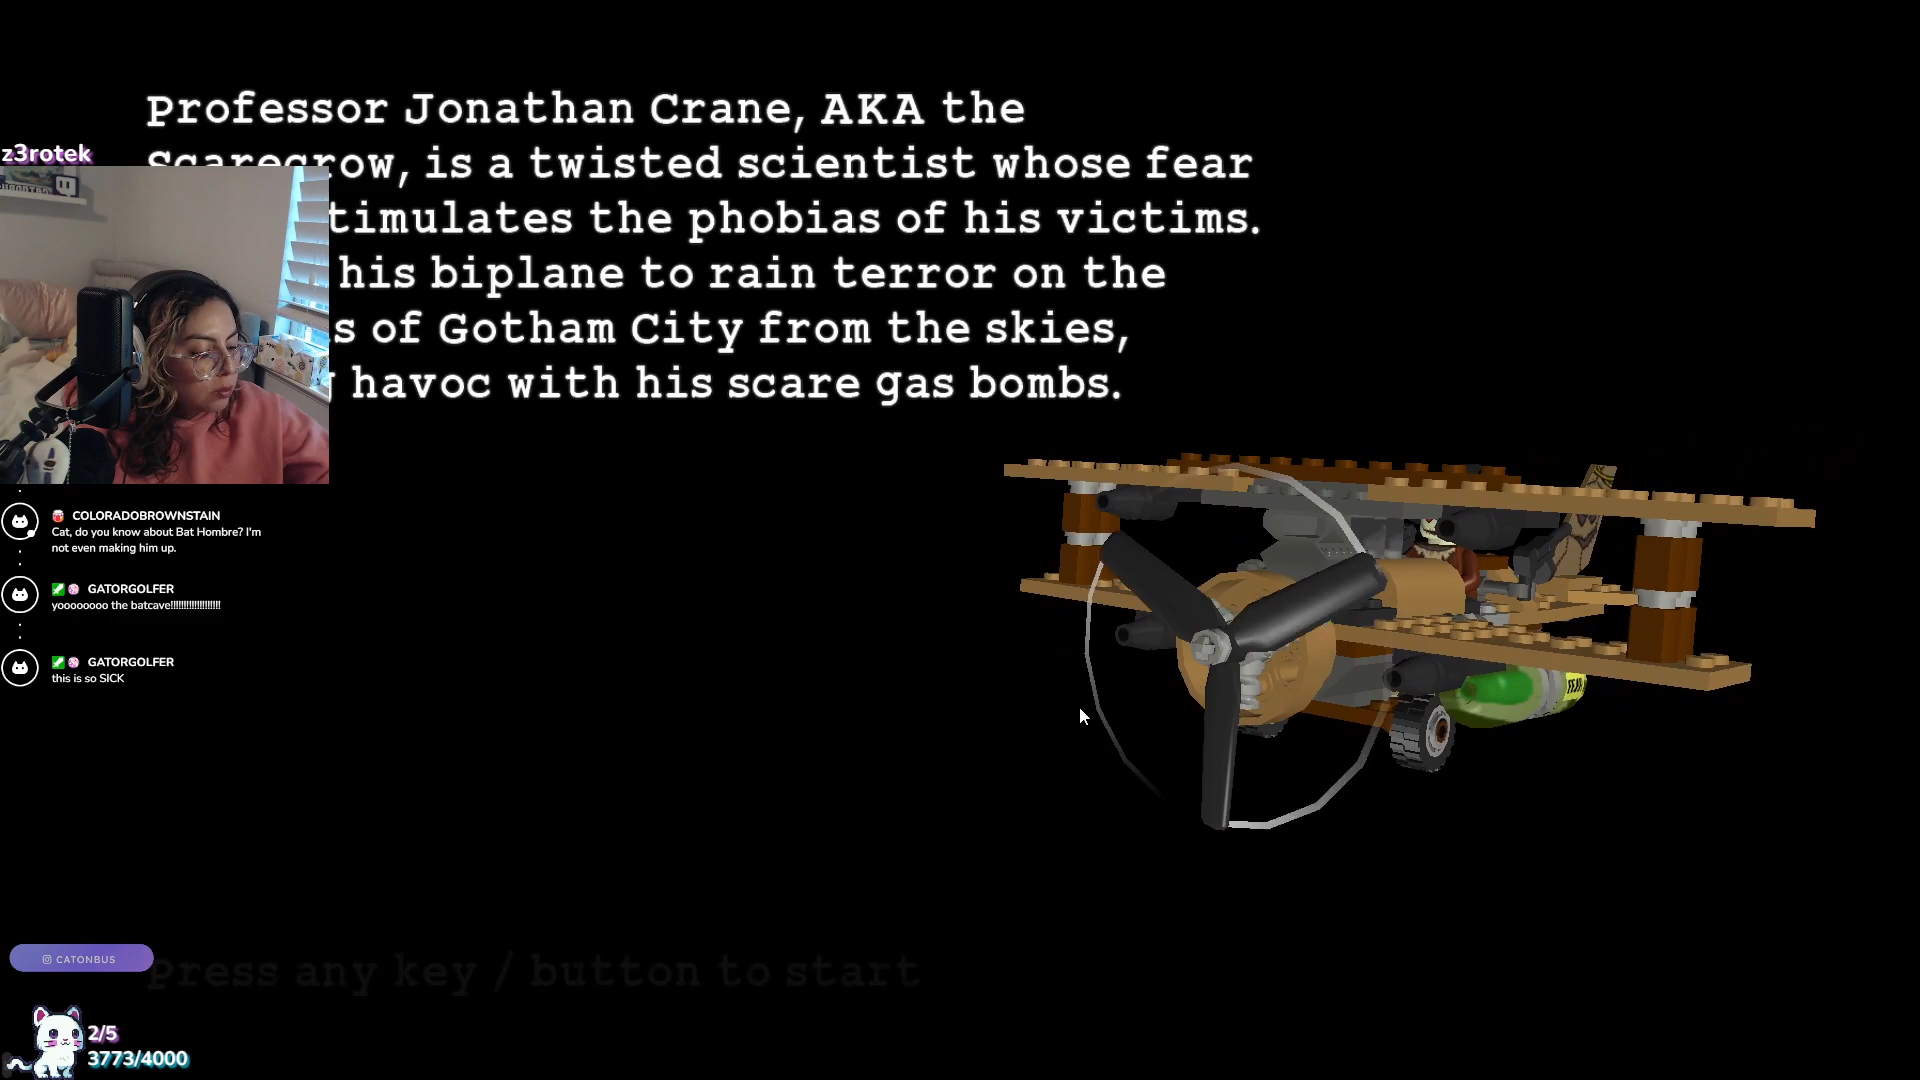 Professor Jonathan Crane, AKA the
Scarecrow, is a twisted scientist whose fear
timulates the phobias of his victims.
his biplane to rain terror on the
s of Gotham City from the skies,
havoc with his scare gas bombs.
z3rotek
COLORADOBROWNSTAIN
Cat, do you know about Bat Hombre? I'm
not even making him up.
GATORGOLFER
yoooooooo the batcave!!!!!!!!!!!!!!!!!!!
GATORGOLFER
this is so SICK
FEAR
CATONBUS
Press any key / button to start
2/5
3773/4000